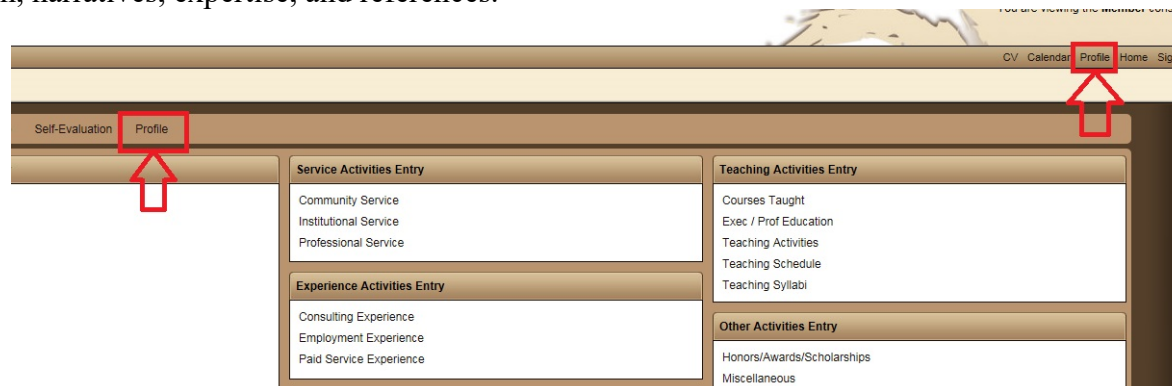 narratives, expertise, and references.
You are viewing the Member
CV Calendar Profile Home
Self-Evaluation Profile
Service Activities Entry
Community Service
Institutional Service
Professional Service
Experience Activities Entry
Consulting Experience
Employment Experience
Paid Service Experience
Teaching Activities Entry
Courses Taught
Exec / Prof Education
Teaching Activities
Teaching Schedule
Teaching Syllabi
Other Activities Entry
Honors/Awards/Scholarships
Miscellaneous